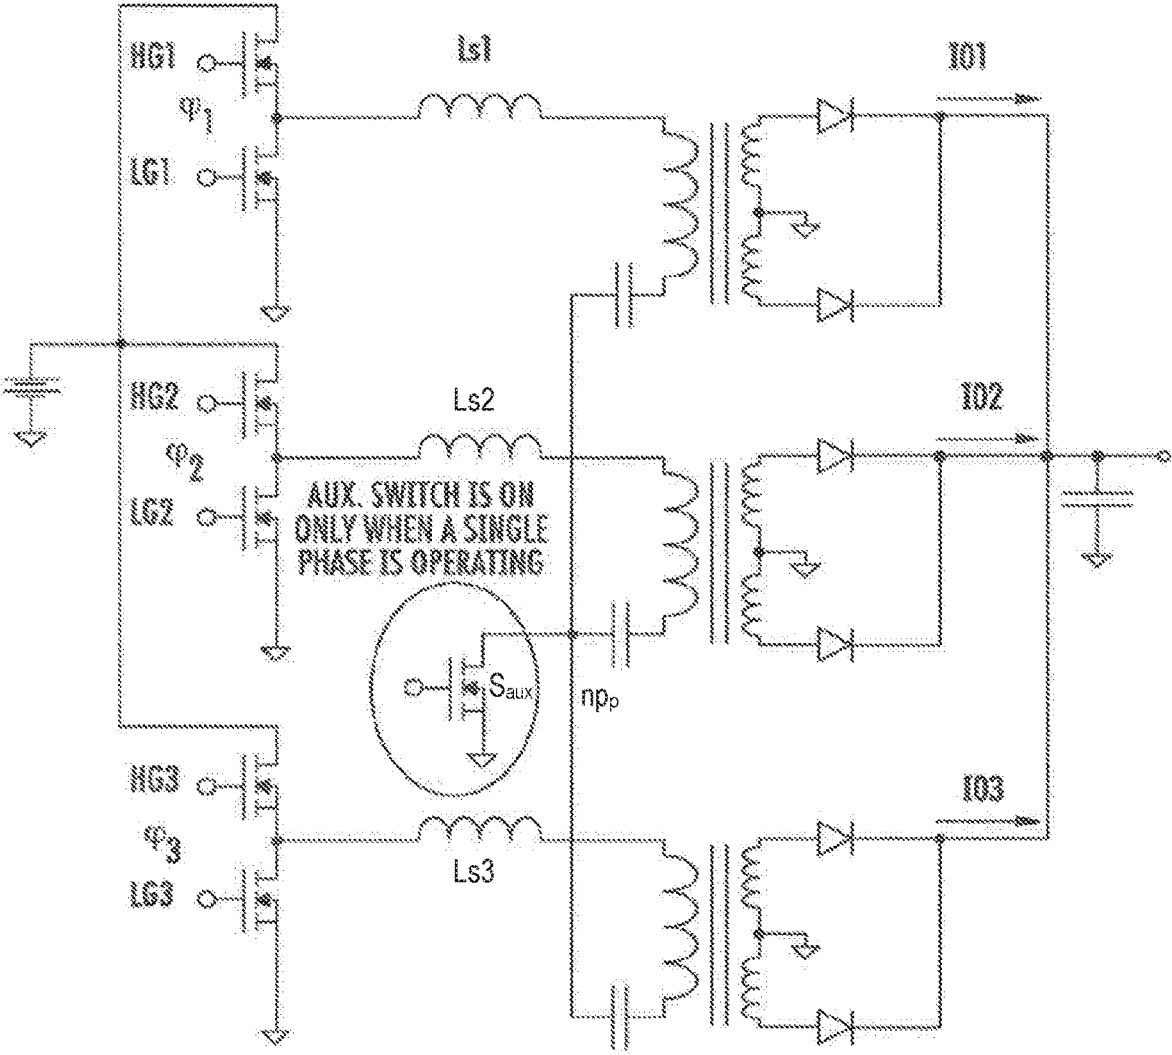 HG1
φ1
LG1
Ls1
IO1
HG2
φ2
LG2
Ls2
IO2
AUX. SWITCH IS ON
ONLY WHEN A SINGLE
PHASE IS OPERATING
Saux
npp
HG3
φ3
LG3
Ls3
IO3